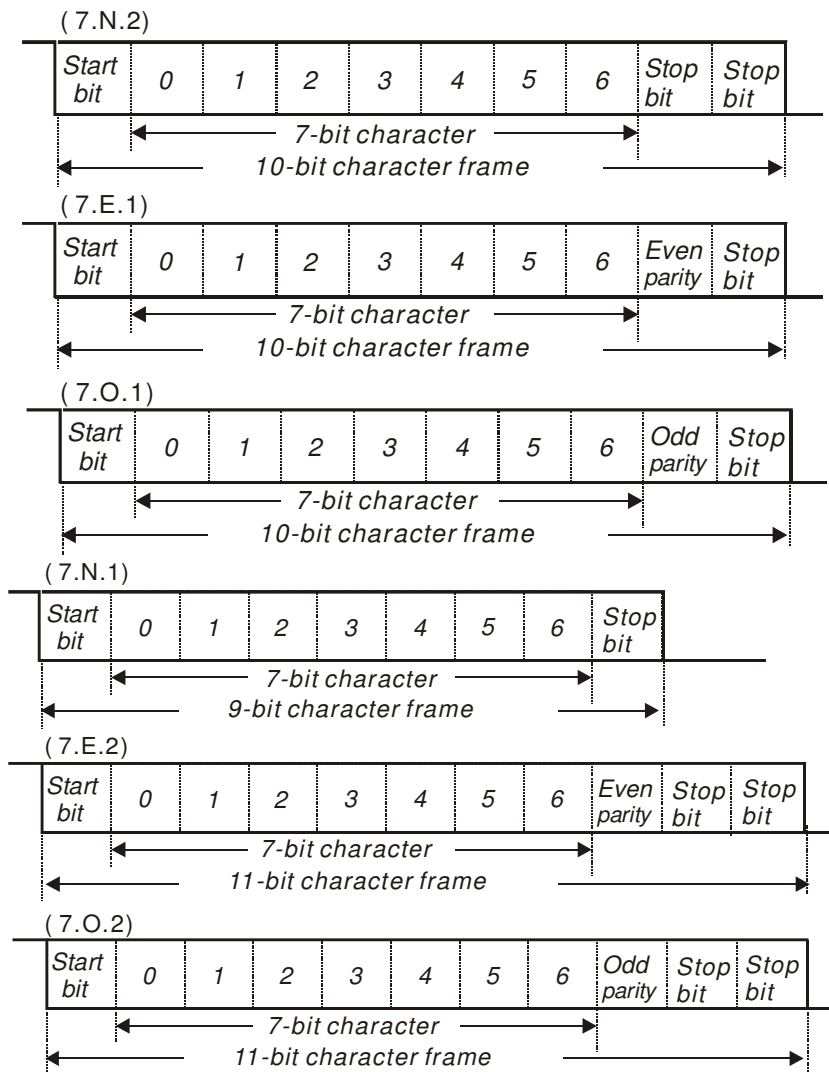 ( 7.N.2)
Start bit 0 1 2 3 4 5 6 Stop bit Stop bit
7-bit character
10-bit character frame
( 7.E.1)
Start bit 0 1 2 3 4 5 6 Even parity Stop bit
7-bit character
10-bit character frame
( 7.O.1)
Start bit 0 1 2 3 4 5 6 Odd parity Stop bit
7-bit character
10-bit character frame
( 7.N.1)
Start bit 0 1 2 3 4 5 6 Stop bit
7-bit character
9-bit character frame
( 7.E.2)
Start bit 0 1 2 3 4 5 6 Even parity Stop bit Stop bit
7-bit character
11-bit character frame
( 7.O.2)
Start bit 0 1 2 3 4 5 6 Odd parity Stop bit Stop bit
7-bit character
11-bit character frame